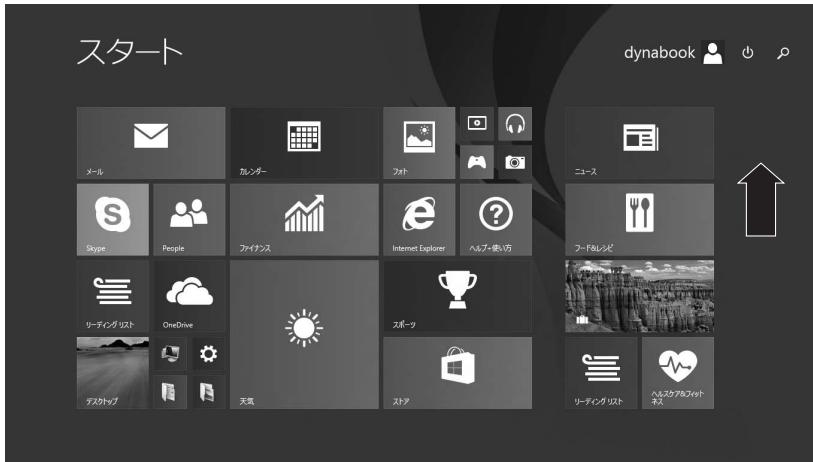 スタート
dynabook
メール
カレンダー
フォト
ニュース
Skype
People
ファイナンス
Internet Explorer
ヘルプ+使い方
フード&レシピ
リーディング リスト
OneDrive
スポーツ
デスクトップ
天気
ストア
リーディング リスト
ヘルスケア&フィット
ネス